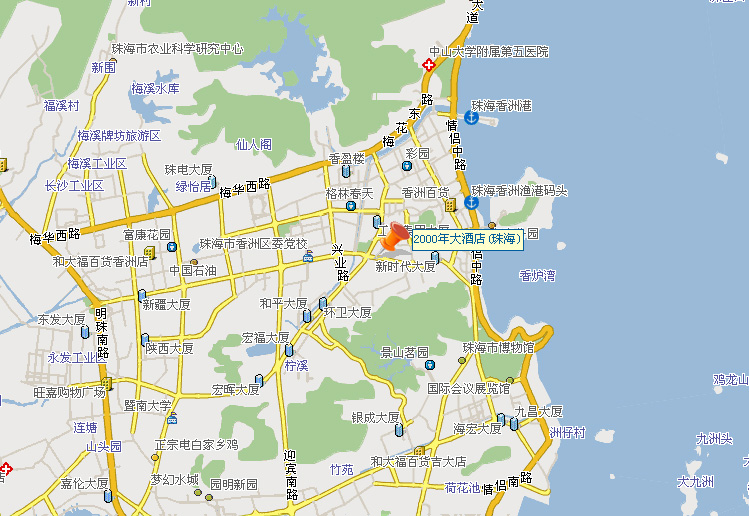 新村
大道
珠海市农业科学研究中心
中山大学附属第五医院
新围
梅溪水库
福溪村
梅华东路
珠海香洲港
情侣中路
梅溪牌坊旅游区
仙人阁
香盈楼
彩园
梅溪工业区
珠电大厦
长沙工业区
绿怡居
梅华西路
格林春天
香洲百货
珠海香洲渔港码头
梅华西路
富康花园
珠海市香洲区委党校
2000年大酒店(珠海)
和大福百货香洲店
中国石油
兴业路
新时代大厦
情侣中路
香炉湾
新疆大厦
和平大厦
环卫大厦
明珠南路
东发大厦
陕西大厦
宏福大厦
景山茗园
珠海市博物馆
永发工业区
柠溪
旺嘉购物广场
宏晖大厦
国际会议展览馆
鸡龙山
暨南大学
银成大厦
九昌大厦
连塘
海宏大厦
洲仔村
山头园
正宗电白家乡鸡
九洲头
迎宾南路
竹苑
和大福百货吉大店
梦幻水城
园明新园
嘉伦大厦
荷花池
情侣南路
大九洲